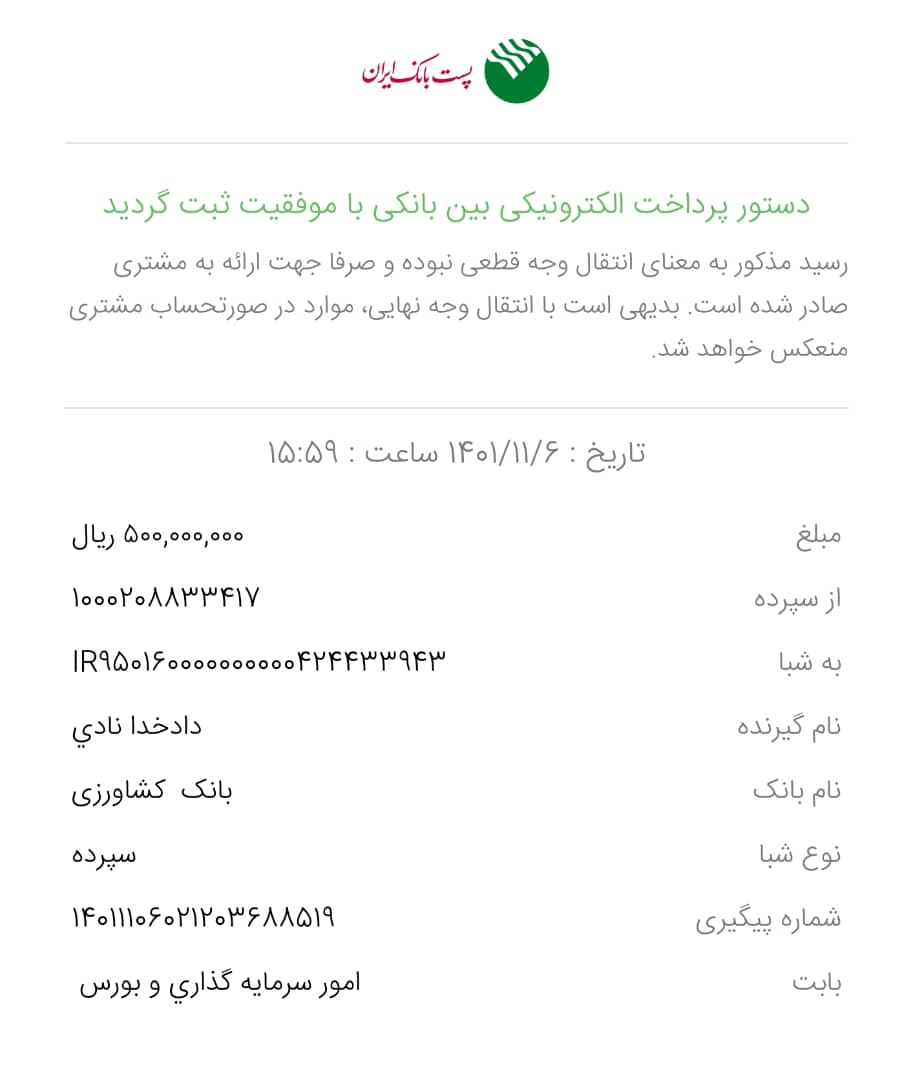 پست بانک ایران
دستور پرداخت الکترونیکی بین بانکی با موفقیت ثبت گردید
رسید مذکور به معنای انتقال وجه قطعی نبوده و صرفا جهت ارائه به مشتری
صادر شده است. بدیهی است با انتقال وجه نهایی، موارد در صورتحساب مشتری
منعکس خواهد شد.
تاریخ : ۱۴۰۱/۱۱/۶ ساعت : ۱۵:۵۹
مبلغ ۵۰۰,۰۰۰,۰۰۰ ریال
از سپرده ۱۰۰۰۲۰۸۸۳۳۴۱۷
به شبا IR۹۵۰۱۶۰۰۰۰۰۰۰۰۰۰۴۲۴۴۳۳۹۴۳
نام گیرنده دادخدا نادي
نام بانک بانک کشاورزی
نوع شبا سپرده
شماره پیگیری ۱۴۰۱۱۱۰۶۰۲۱۲۰۳۶۸۸۵۱۹
بابت امور سرمایه گذاري و بورس